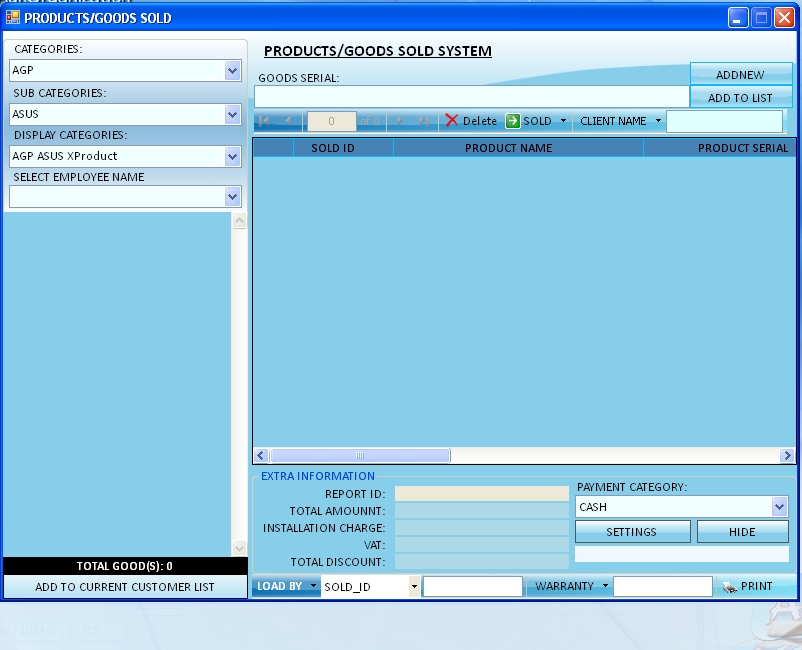 PRODUCTS/GOODS SOLD
CATEGORIES:
AGP
SUB CATEGORIES:
ASUS
DISPLAY CATEGORIES:
AGP ASUS XProduct
SELECT EMPLOYEE NAME
TOTAL GOOD(S): 0
ADD TO CURRENT CUSTOMER LIST
PRODUCTS/GOODS SOLD SYSTEM
GOODS SERIAL:
ADDNEW
ADD TO LIST
0 of 0 Delete SOLD CLIENT NAME
SOLD ID PRODUCT NAME PRODUCT SERIAL
EXTRA INFORMATION
REPORT ID:
TOTAL AMOUNNT:
INSTALLATION CHARGE:
VAT:
TOTAL DISCOUNT:
PAYMENT CATEGORY:
CASH
SETTINGS HIDE
LOAD BY SOLD_ID WARRANTY PRINT